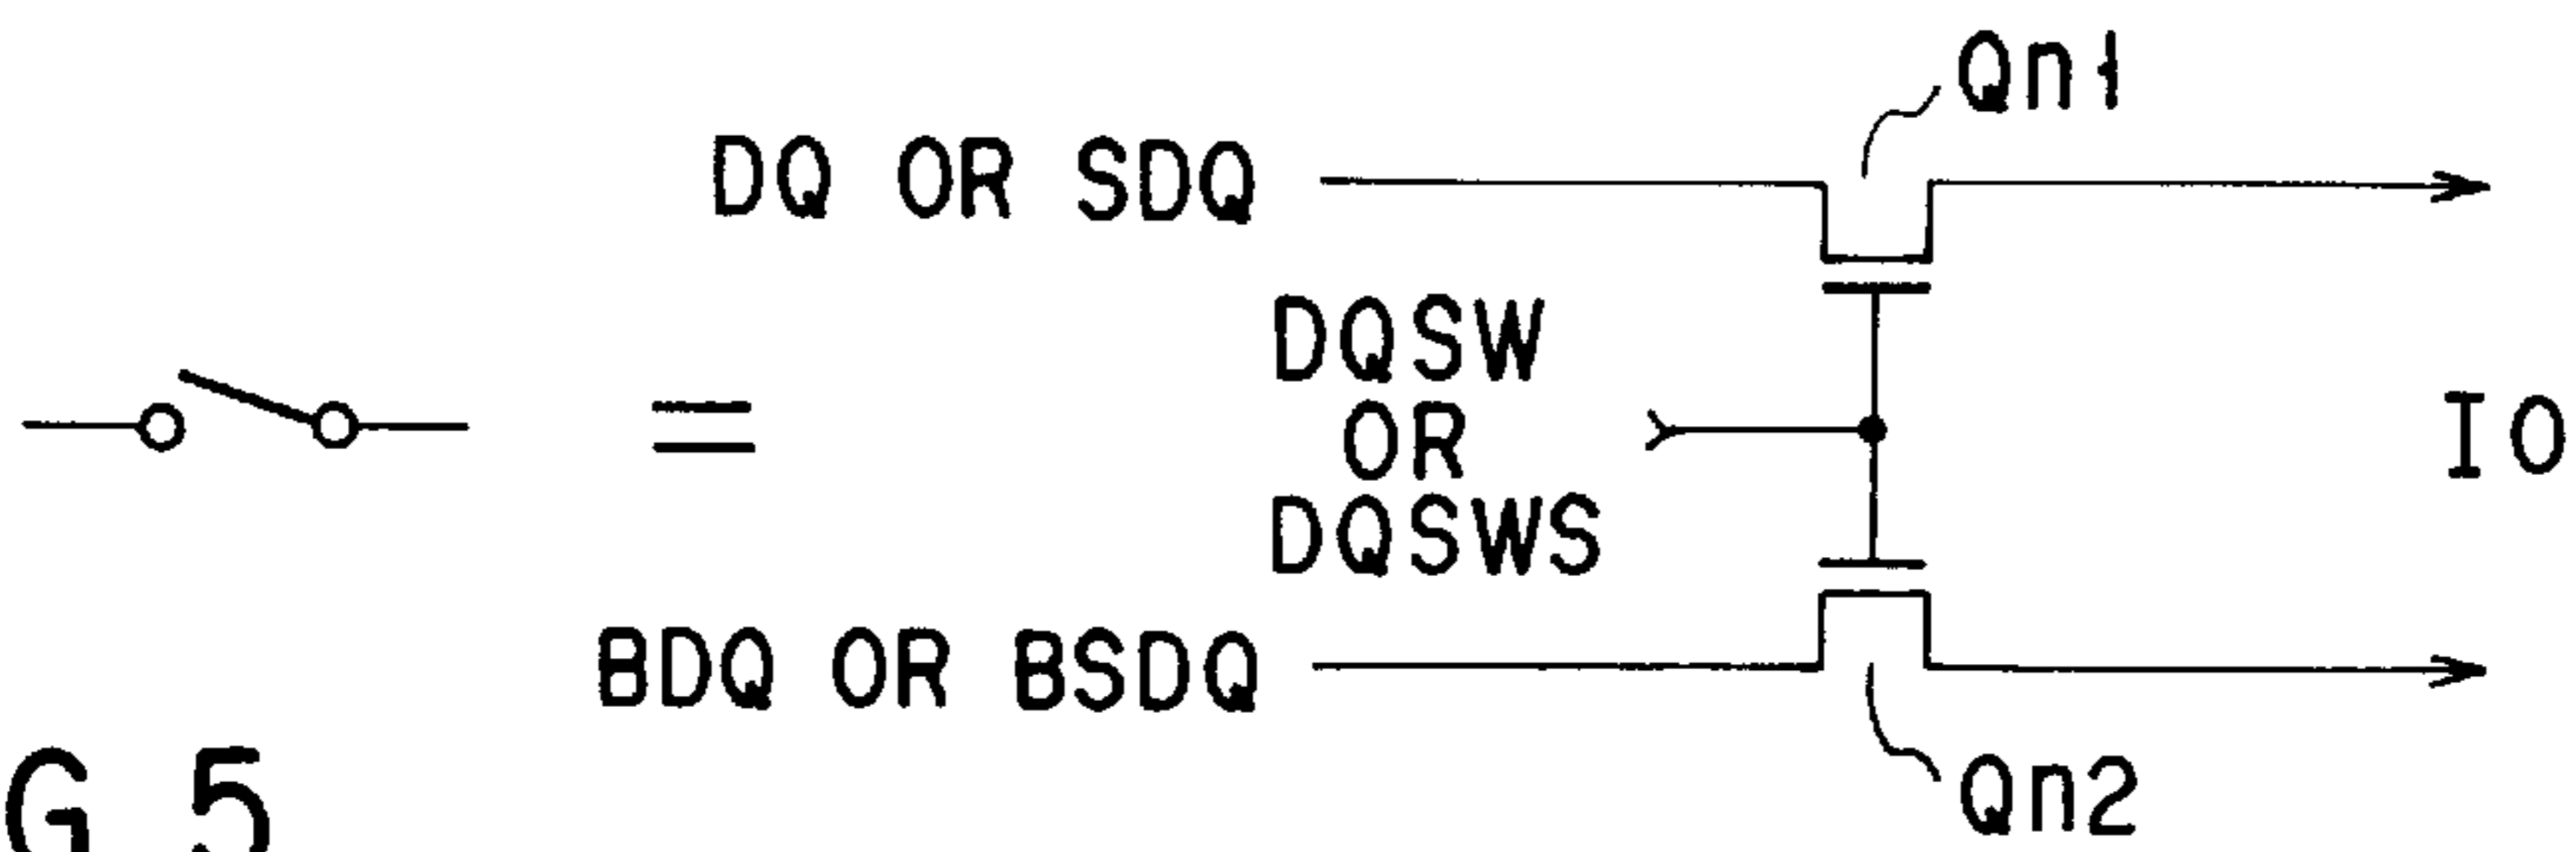 Qn1
DQ OR SDQ
=
DQSW
OR
DQSWS
IO
BDQ OR BSDQ
Qn2
G 5